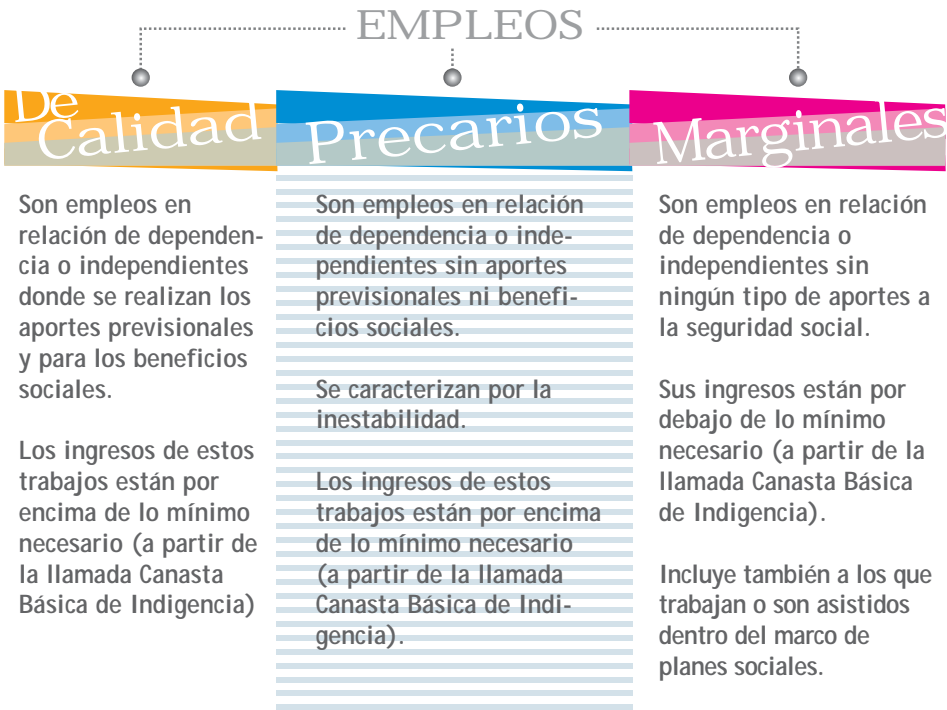 EMPLEOS
De
Calidad
Son empleos en
relación de dependen-
cia o independientes
donde se realizan los
aportes previsionales
y para los beneficios
sociales.
Los ingresos de estos
trabajos están por
encima de lo mínimo
necesario (a partir de
la llamada Canasta
Básica de Indigencia)
Precarios
Son empleos en relación
de dependencia o inde-
pendientes sin aportes
previsionales ni benefi-
cios sociales.
Se caracterizan por la
inestabilidad.
Los ingresos de estos
trabajos están por encima
de lo mínimo necesario
(a partir de la llamada
Canasta Básica de Indi-
gencia).
Marginales
Son empleos en relación
de dependencia o
independientes sin
ningún tipo de aportes a
la seguridad social.
Sus ingresos están por
debajo de lo mínimo
necesario (a partir de la
llamada Canasta Básica
de Indigencia).
Incluye también a los que
trabajan o son asistidos
dentro del marco de
planes sociales.